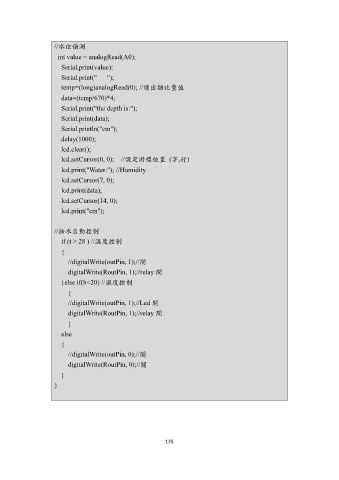 //水位偵測
int value = analogRead(A0);
Serial.print(value);
Serial.print("     ");
temp=(long)analogRead(0); //讀出類比量值
data=(temp/670)*4;
Serial.print("the depth is:");
Serial.print(data);
Serial.println("cm");
delay(1000);
lcd.clear();
lcd.setCursor(0, 0);   //設定游標位置 (字,行)
lcd.print("Water:"); //Humidity
lcd.setCursor(7, 0);
lcd.print(data);
lcd.setCursor(14, 0);
lcd.print("cm");
//抽水自動控制
if (t > 28 ) //溫度控制
{
//digitalWrite(outPin, 1);//開
digitalWrite(RoutPin, 1);//relay 開
}else if(h<20) //濕度控制
{
//digitalWrite(outPin, 1);//Led 開
digitalWrite(RoutPin, 1);//relay 開
}
else
{
//digitalWrite(outPin, 0);//關
digitalWrite(RoutPin, 0);//關
}
}
135